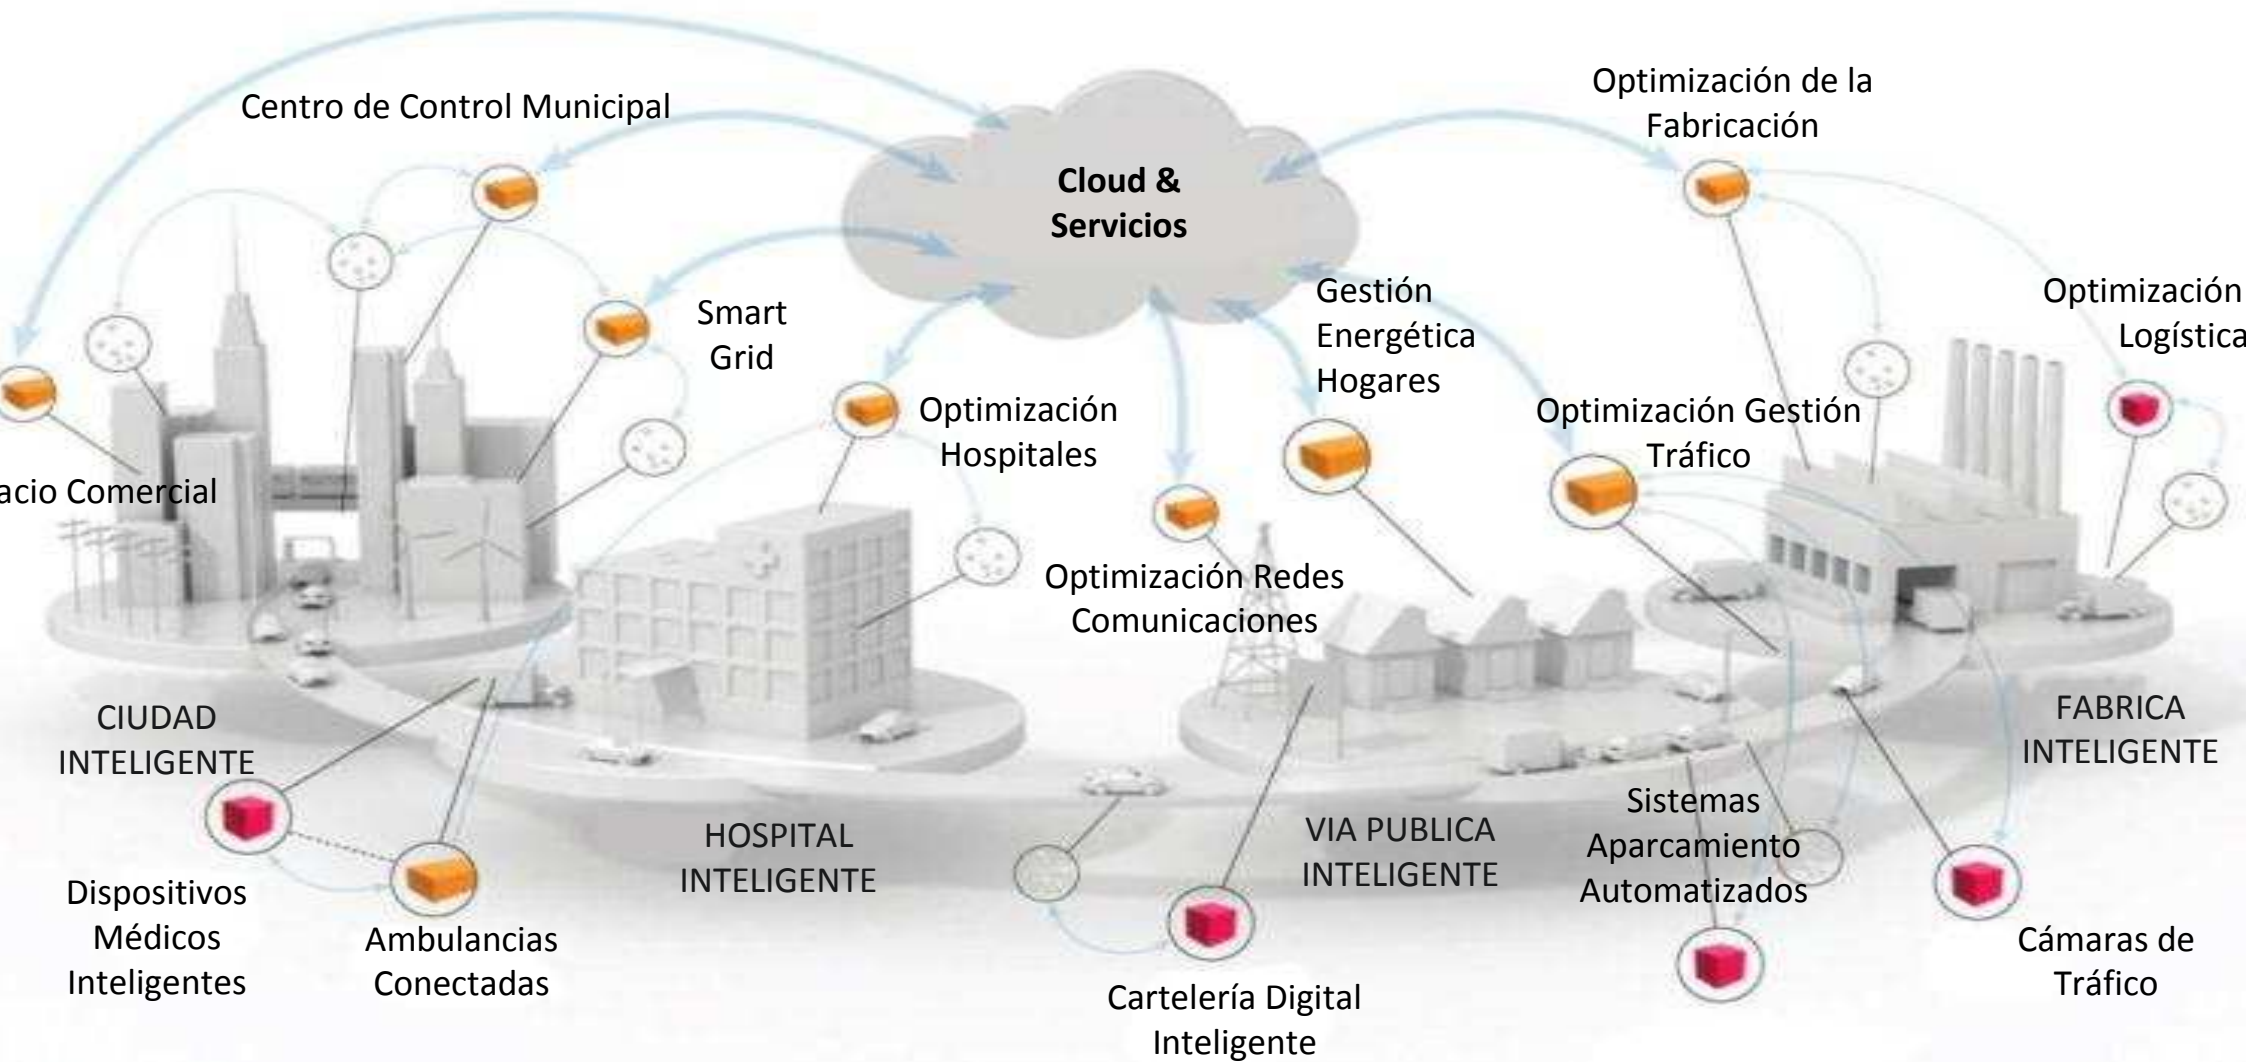 Centro de Control Municipal
Cloud &
Servicios
Optimización de la
Fabricación
Smart
Grid
Gestión
Energética
Hogares
Optimización
Logística
Optimización
Hospitales
Optimización Gestión
Tráfico
acio Comercial
Optimización Redes
Comunicaciones
CIUDAD
INTELIGENTE
HOSPITAL
INTELIGENTE
VIA PUBLICA
INTELIGENTE
FABRICA
INTELIGENTE
Sistemas
Aparcamiento
Automatizados
Dispositivos
Médicos
Inteligentes
Ambulancias
Conectadas
Cartelería Digital
Inteligente
Cámaras de
Tráfico